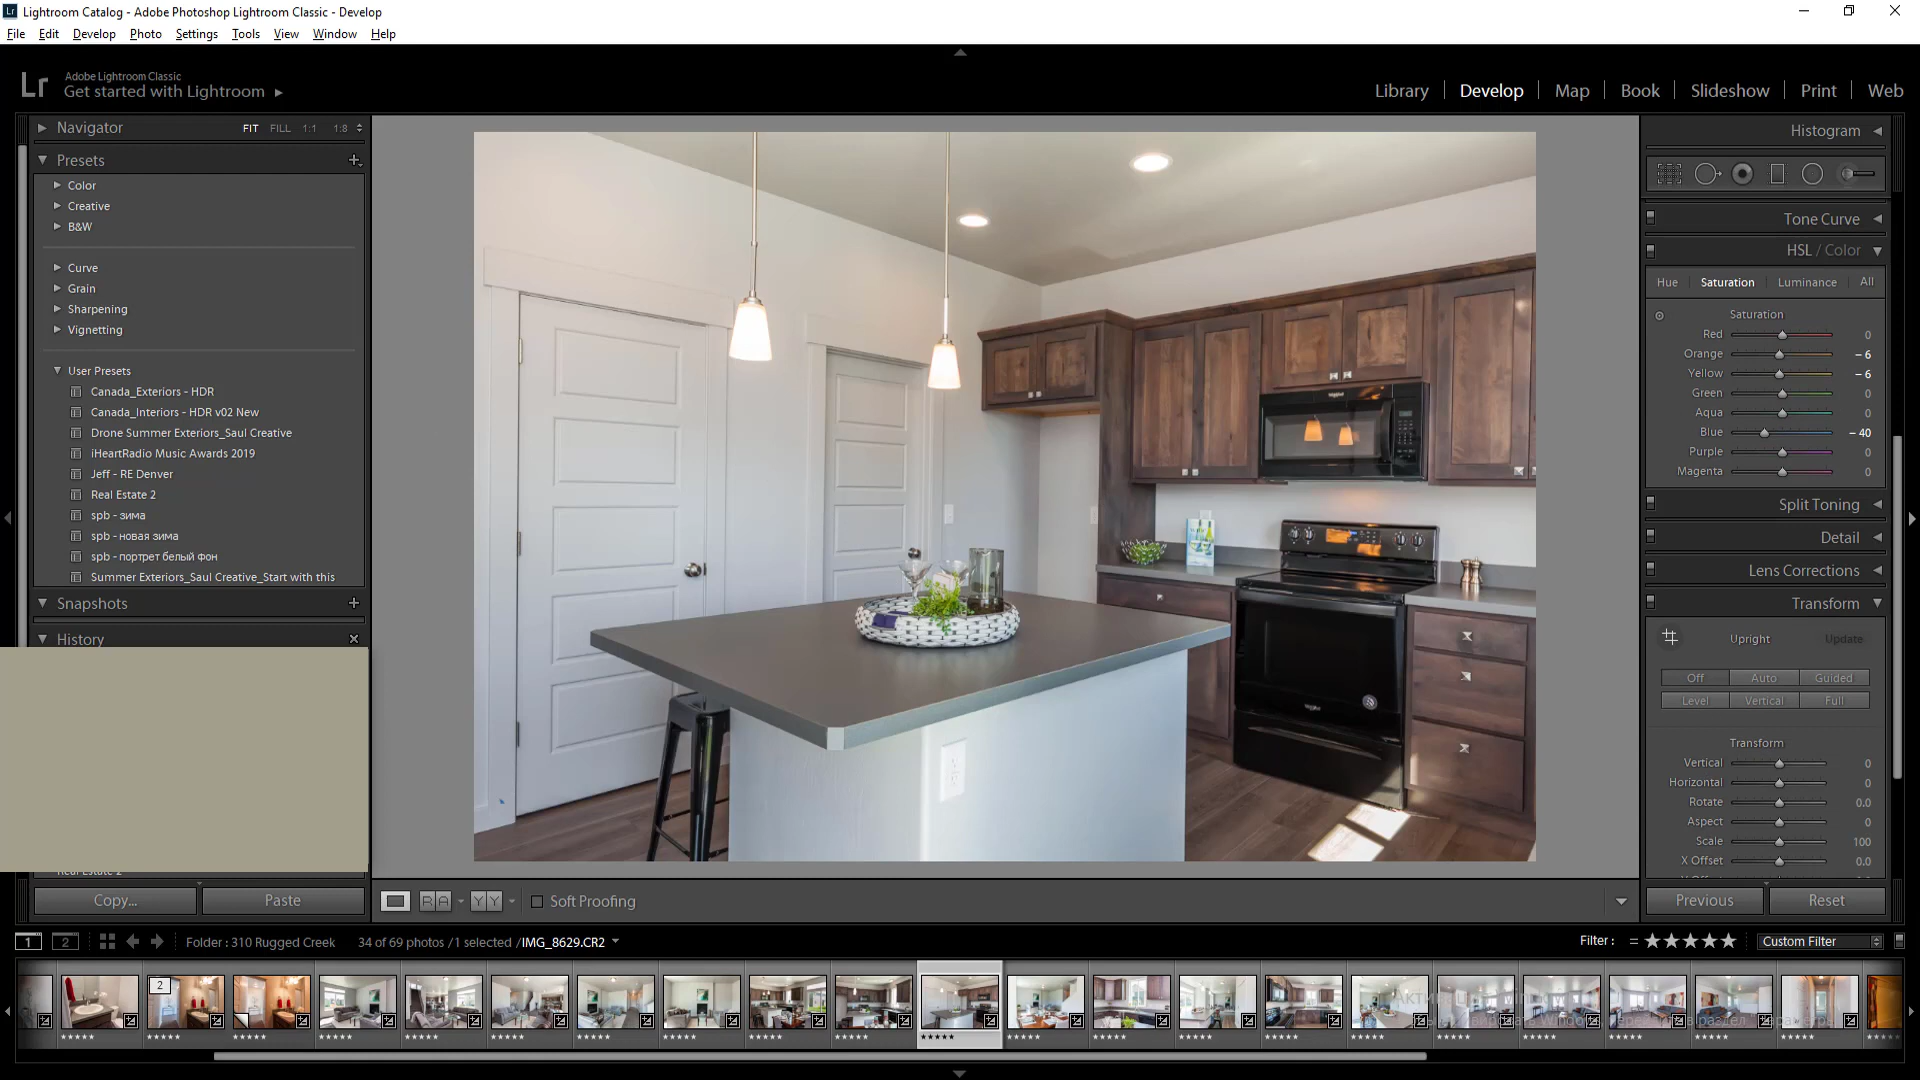 Lightroom Catalog - Adobe Photoshop Lightroom Classic - Develop
File Edit Develop Photo Settings Tools View Window Help
Lr Adobe Lightroom Classic
Get started with Lightroom
Library Develop Map Book Slideshow Print Web
Navigator FIT FILL 1:1 1:8
Presets
Color
Creative
B&W
Curve
Grain
Sharpening
Vignetting
User Presets
Canada_Exteriors - HDR
Canada_Interiors - HDR v02 New
Drone Summer Exteriors_Saul Creative
iHeartRadio Music Awards 2019
Jeff - RE Denver
Real Estate 2
spb - зима
spb - новая зима
spb - портрет белый фон
Summer Exteriors_Saul Creative_Start with this
Snapshots
History
Copy... Paste
Histogram
Tone Curve
HSL / Color
Hue Saturation Luminance All
Saturation
Red 0
Orange - 6
Yellow - 6
Green 0
Aqua 0
Blue - 40
Purple 0
Magenta 0
Split Toning
Detail
Lens Corrections
Transform
Upright Update
Off Auto Guided
Level Vertical Full
Transform
Vertical 0
Horizontal 0
Rotate 0.0
Aspect 0
Scale 100
X Offset 0.0
Previous Reset
Soft Proofing
1 2 Folder : 310 Rugged Creek 34 of 69 photos / 1 selected / IMG_8629.CR2 Filter : Custom Filter
2